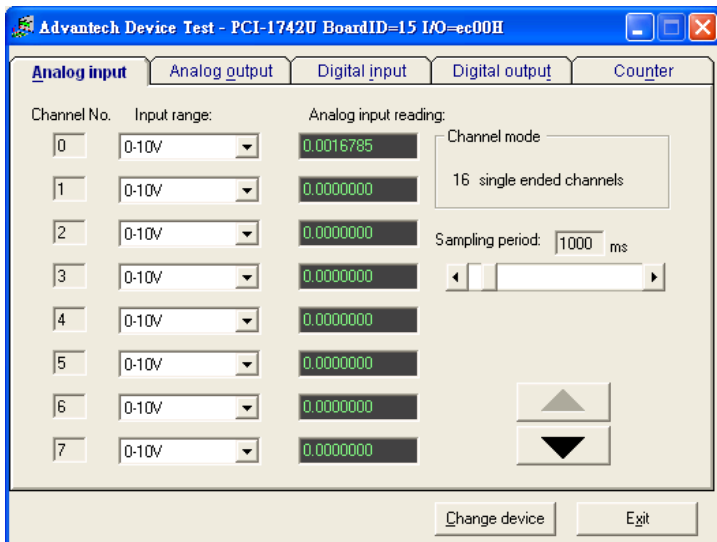 Advantech Device Test - PCI-1742U BoardID=15 I/O=ec00H
Analog input
Analog output
Digital input
Digital output
Counter
Channel No. Input range: Analog input reading:
0 0-10V 0.0016785
1 0-10V 0.0000000
2 0-10V 0.0000000
3 0-10V 0.0000000
4 0-10V 0.0000000
5 0-10V 0.0000000
6 0-10V 0.0000000
7 0-10V 0.0000000
Channel mode
16 single ended channels
Sampling period: 1000 ms
Change device
Exit